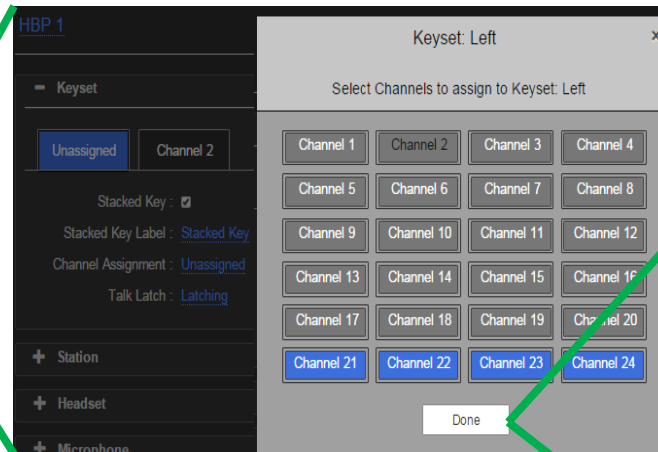 HBP 1
Keyset
Unassigned Channel 2
Stacked Key :
Stacked Key Label : Stacked Key
Channel Assignment : Unassigned
Talk Latch : Latching
Station
Headset
Microphone
Keyset: Left
×
Select Channels to assign to Keyset: Left
Channel 1 Channel 2 Channel 3 Channel 4
Channel 5 Channel 6 Channel 7 Channel 8
Channel 9 Channel 10 Channel 11 Channel 12
Channel 13 Channel 14 Channel 15 Channel 16
Channel 17 Channel 18 Channel 19 Channel 20
Channel 21 Channel 22 Channel 23 Channel 24
Done